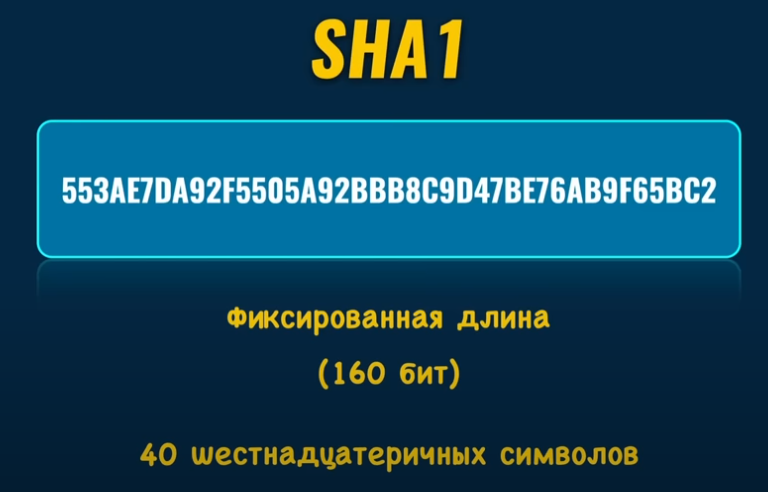 SHA1
553AE7DA92F5505A92BBB8C9D47BE76AB9F65BC2
Фиксированная длина
(160 бит)
40 шестнадцатеричных символов